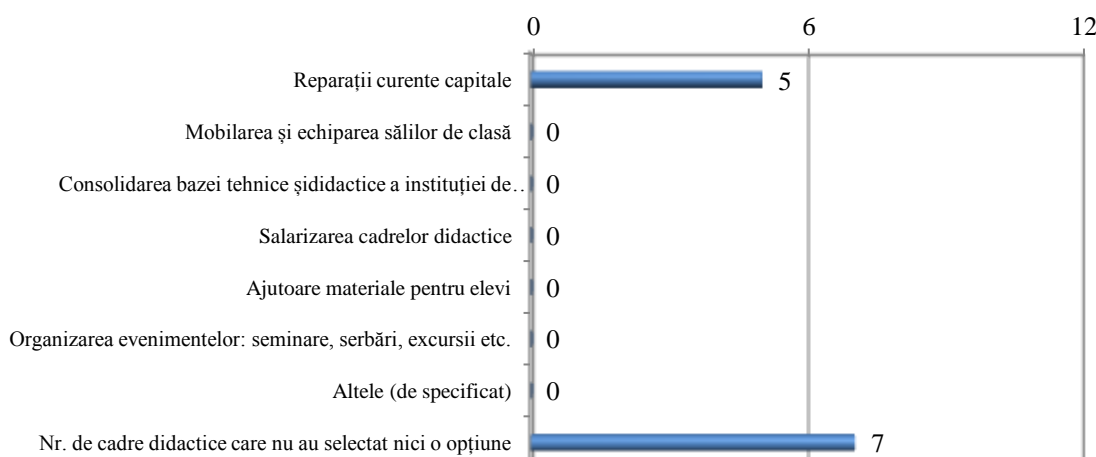 0 6 12
Reparații curente capitale 5
Mobilarea și echiparea sălilor de clasă 0
Consolidarea bazei tehnice șididactice a instituției de.. 0
Salarizarea cadrelor didactice 0
Ajutoare materiale pentru elevi 0
Organizarea evenimentelor: seminare, serbări, excursii etc. 0
Altele (de specificat) 0
Nr. de cadre didactice care nu au selectat nici o opțiune 7